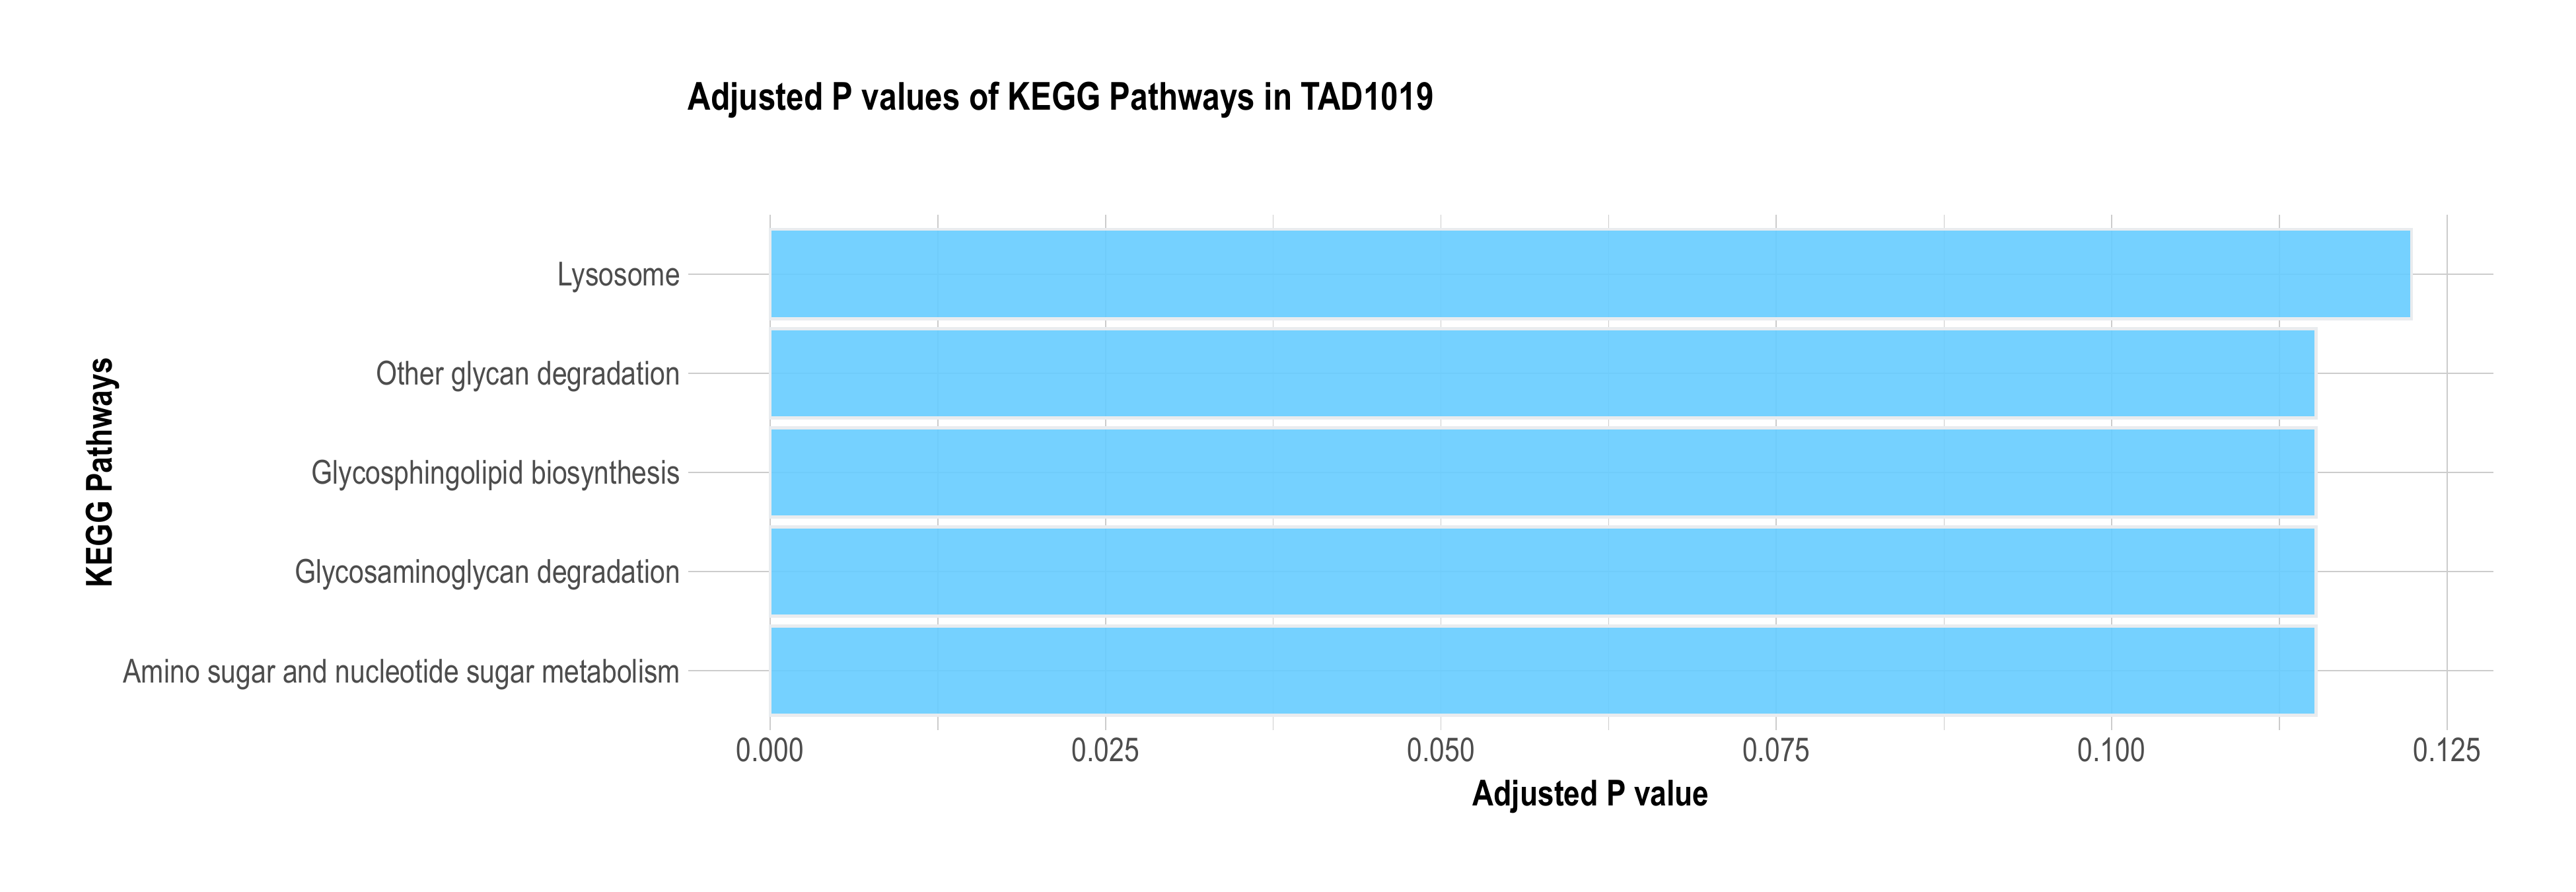 Adjusted P values of KEGG Pathways in TAD1019
KEGG Pathways
Lysosome
Other glycan degradation
Glycosphingolipid biosynthesis
Glycosaminoglycan degradation
Amino sugar and nucleotide sugar metabolism
0.000 0.025 0.050 0.075 0.100 0.125
Adjusted P value